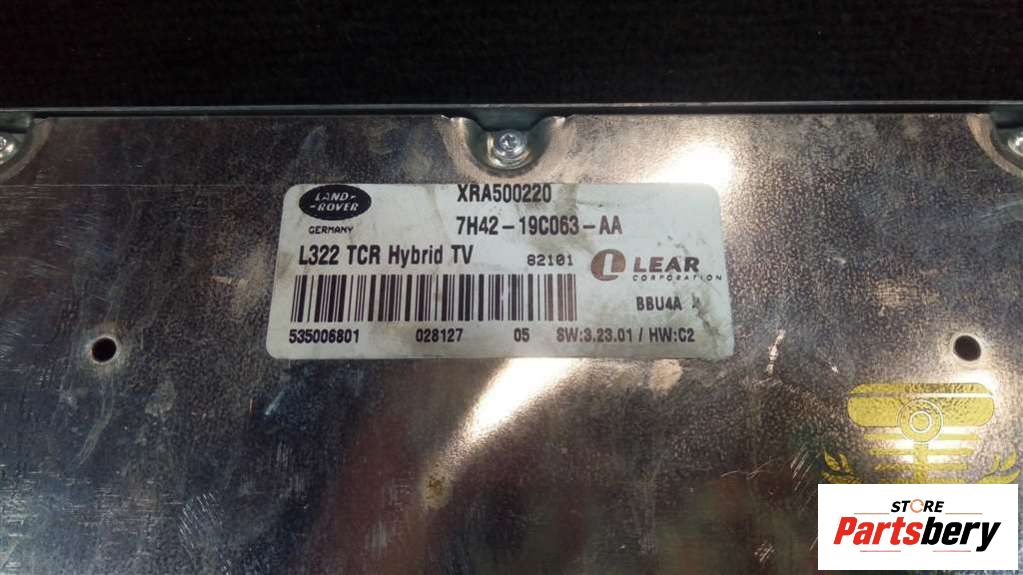 LAND-
-ROVER
GERMANY
XRA500220
7H42-19C063-AA
L322 TCR Hybrid TV 82101
LEAR
CORPORATION
BBU4A
535006801 028127 05 SW:3.23.01 / HW:C2
STORE
Partsbery